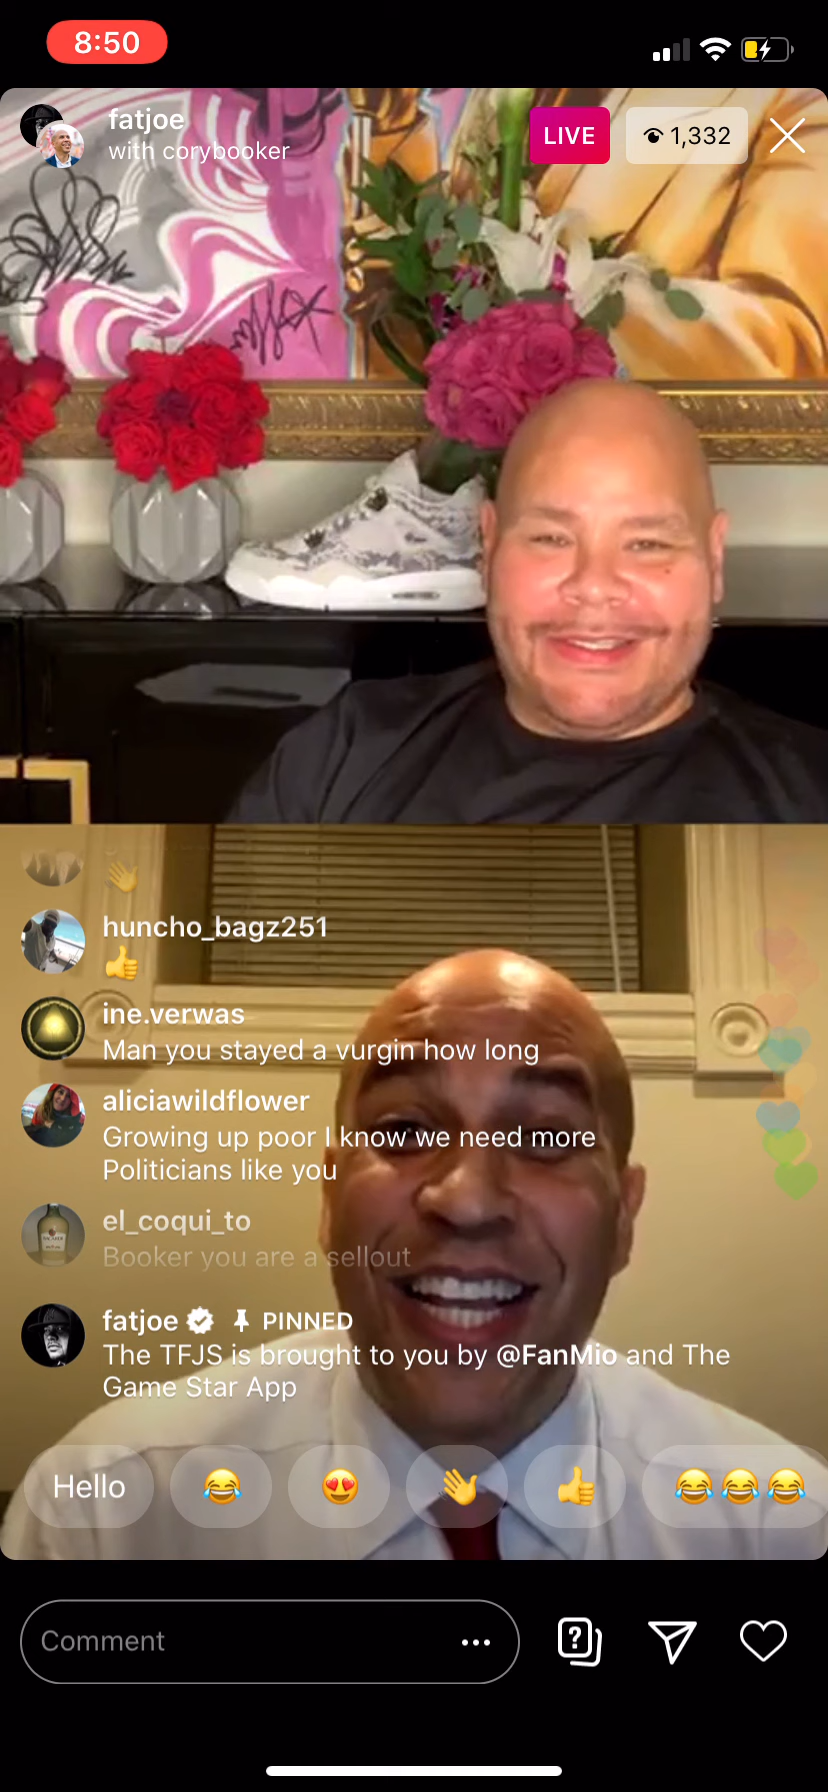 8:50
fatjoe
with corybooker
LIVE
1,332
huncho_bagz251
ine.verwas
Man you stayed a vurgin how long
aliciawildflower
Growing up poor I know we need more
Politicians like you
el_coqui_to
Booker you are a sellout
fatjoe PINNED
The TFJS is brought to you by @FanMio and The
Game Star App
Hello
Comment